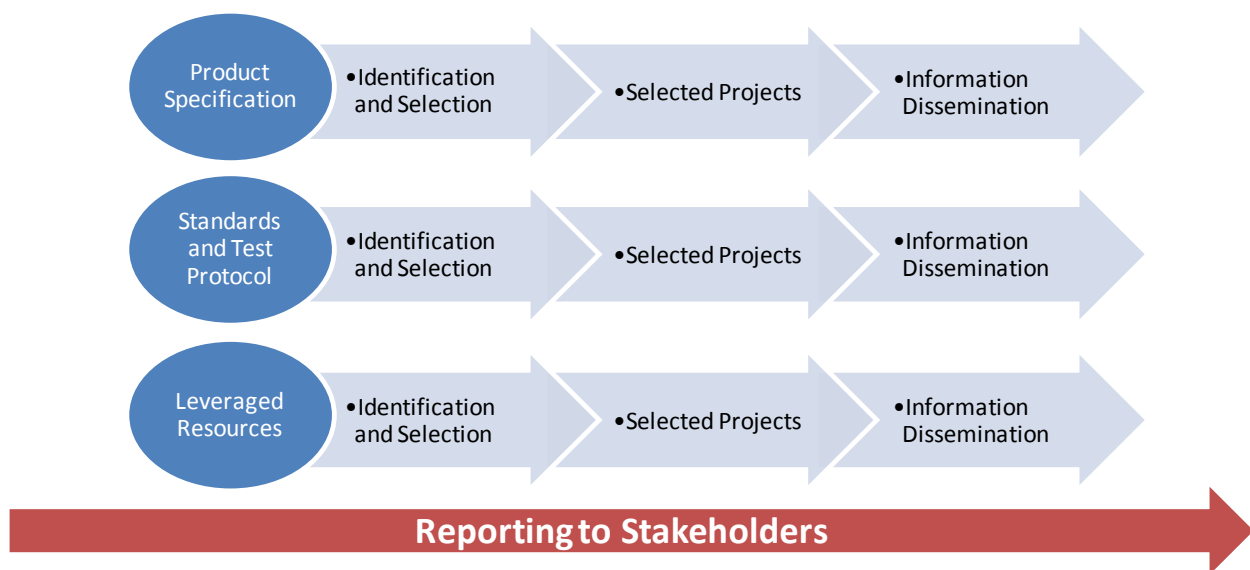 Product
Specification
•Identification
and Selection
•Selected Projects
•Information
Dissemination
Standards
and Test
Protocol
•Identification
and Selection
•Selected Projects
•Information
Dissemination
Leveraged
Resources
•Identification
and Selection
•Selected Projects
•Information
Dissemination
Reporting to Stakeholders